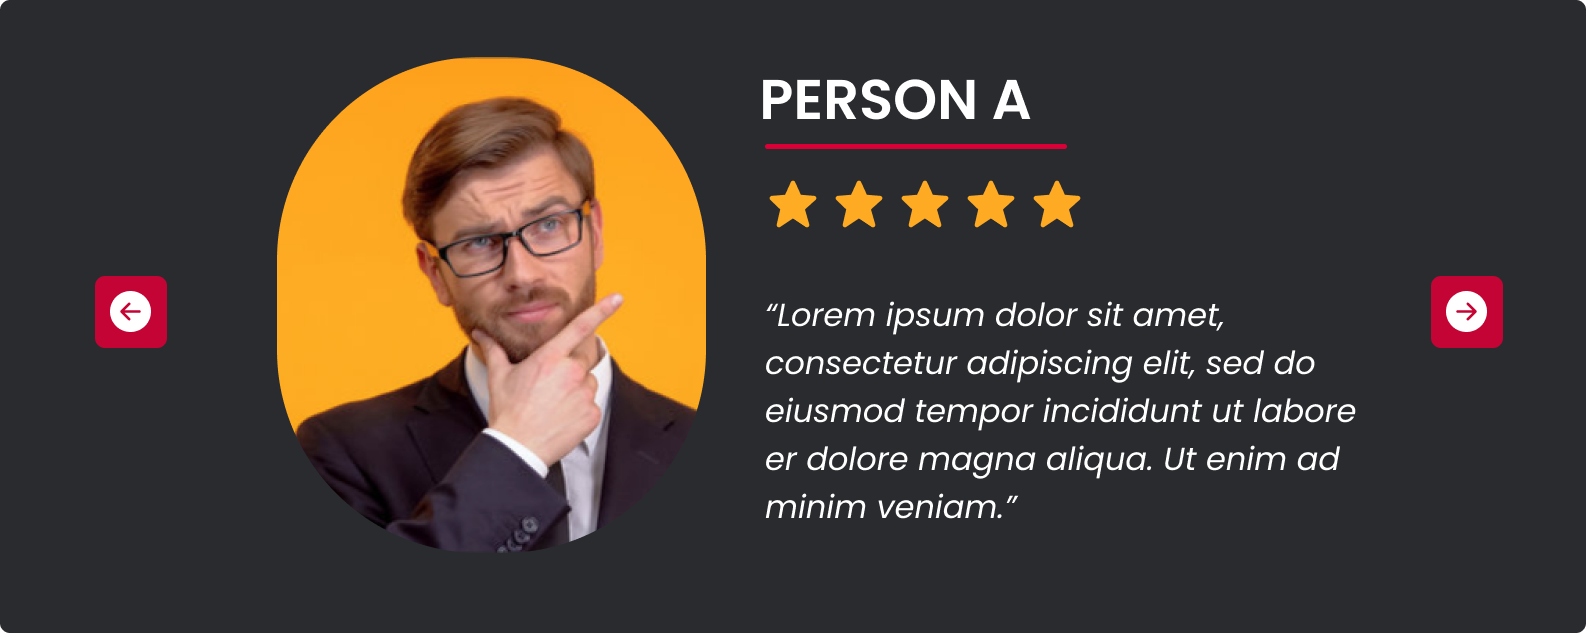 PERSON A
“Lorem ipsum dolor sit amet,
consectetur adipiscing elit, sed do
eiusmod tempor incididunt ut labore
er dolore magna aliqua. Ut enim ad
minim veniam.”